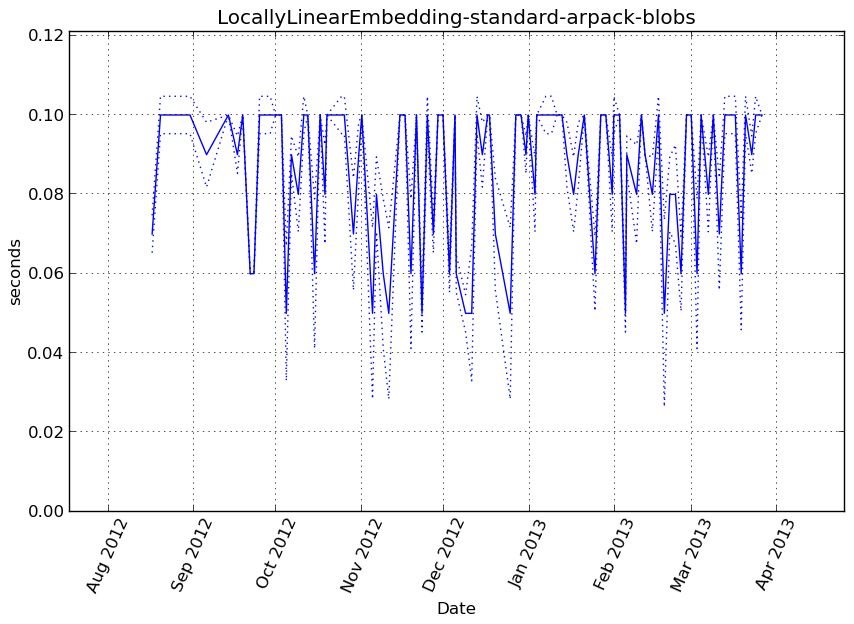 LocallyLinearEmbedding-standard-arpack-blobs
0.12
0.10
0.08
0.06
0.04
0.02
0.00
seconds
Aug 2012
Sep 2012
Oct 2012
Nov 2012
Dec 2012
Jan 2013
Feb 2013
Mar 2013
Apr 2013
Date